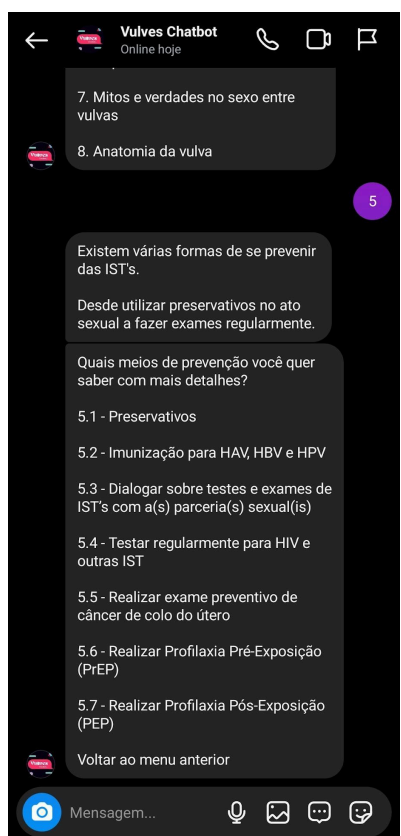 Vulves Chatbot
Online hoje
7. Mitos e verdades no sexo entre
vulvas
8. Anatomia da vulva
5
Existem várias formas de se prevenir
das IST's.
Desde utilizar preservativos no ato
sexual a fazer exames regularmente.
Quais meios de prevenção você quer
saber com mais detalhes?
5.1 - Preservativos
5.2 - Imunização para HAV, HBV e HPV
5.3 - Dialogar sobre testes e exames de
IST's com a(s) parceria(s) sexual(is)
5.4 - Testar regularmente para HIV e
outras IST
5.5 - Realizar exame preventivo de
câncer de colo do útero
5.6 - Realizar Profilaxia Pré-Exposição
(PrEP)
5.7 - Realizar Profilaxia Pós-Exposição
(PEP)
Voltar ao menu anterior
Mensagem...